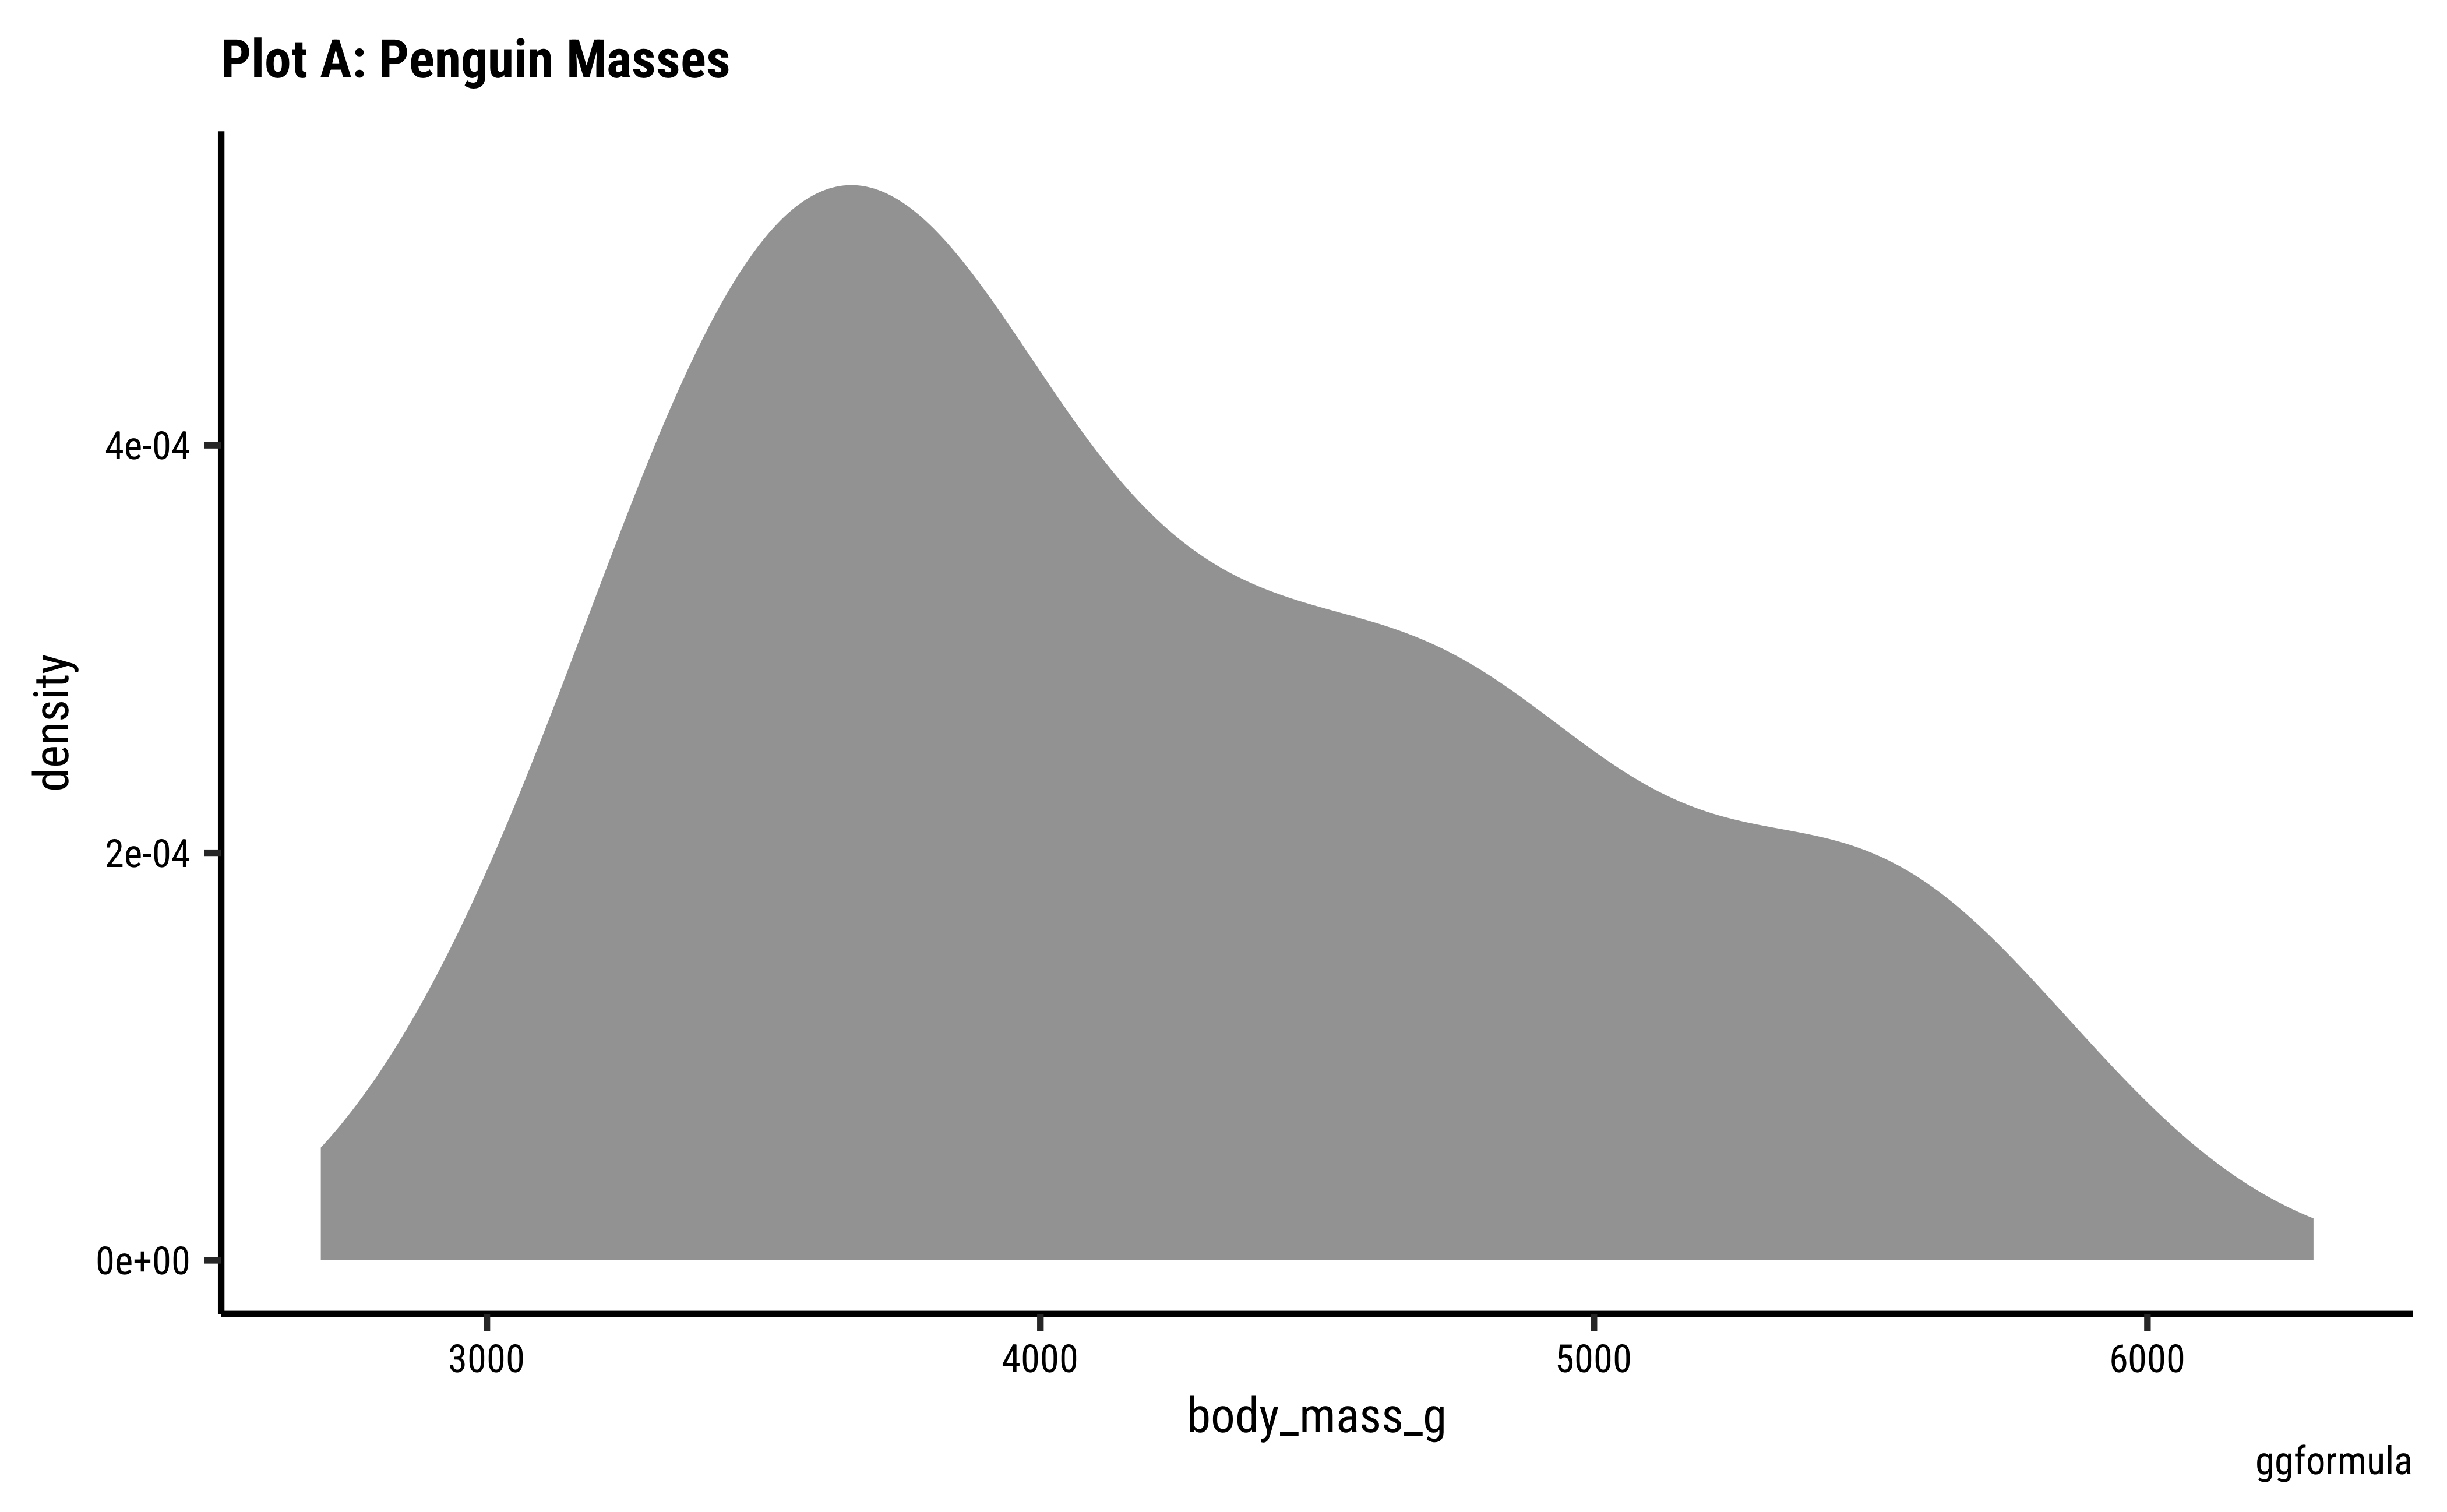 Plot A: Penguin Masses
density
4e-04
2e-04
0e+00
3000 4000 5000 6000
body_mass_g
ggformula